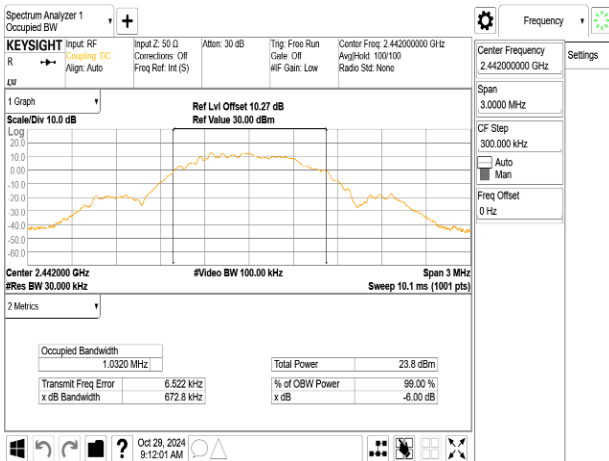 Spectrum Analyzer 1
Occupied BW
+
Frequency
KEYSIGHT
R
LXI
Input: RF
Coupling: DC
Align: Auto
Input Z: 50 Ω
Corrections: Off
Freq Ref: Int (S)
Atten: 30 dB
Trig: Free Run
Gate: Off
#IF Gain: Low
Center Freq: 2.442000000 GHz
Avg|Hold: 100/100
Radio Std: None
Center Frequency
2.442000000 GHz
Settings
Span
3.0000 MHz
CF Step
300.000 kHz
Auto
Man
Freq Offset
0 Hz
1 Graph
Scale/Div 10.0 dB
Ref Lvl Offset 10.27 dB
Ref Value 30.00 dBm
Log
20.0
10.0
0.00
-10.0
-20.0
-30.0
-40.0
-50.0
-60.0
Center 2.442000 GHz
#Video BW 100.00 kHz
Span 3 MHz
#Res BW 30.000 kHz
Sweep 10.1 ms (1001 pts)
2 Metrics
Occupied Bandwidth
1.0320 MHz
Total Power 23.8 dBm
Transmit Freq Error 6.522 kHz
% of OBW Power 99.00 %
x dB Bandwidth 672.8 kHz
x dB -6.00 dB
?
Oct 29, 2024
9:12:01 AM